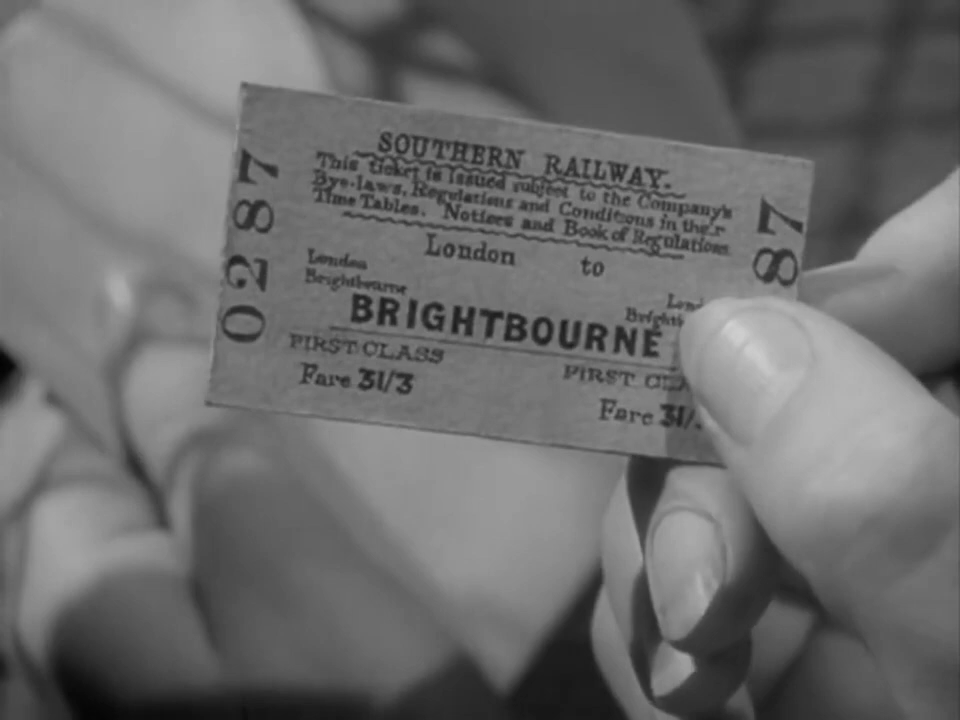 SOUTHERN RAILWAY.
This ticket is issued subject to the Company's
Bye-laws, Regulations and Conditions in their
Time Tables. Notices and Book of Regulations
London to
London
Brightbourne
BRIGHTBOURNE
FIRST CLASS FIRST
Fare 31/3 Fare 31/
0287
87